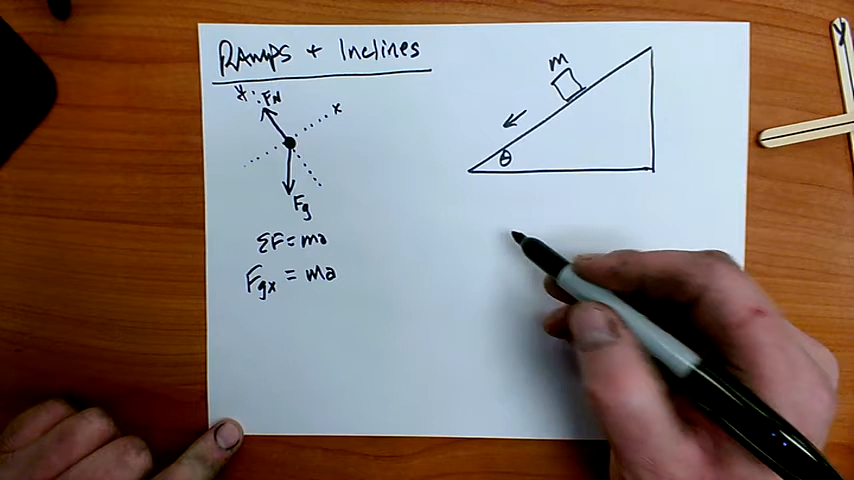 RAMPS + Inclines
y
FN
x
Fg
ΣF = ma
Fgx = ma
m
θ
y